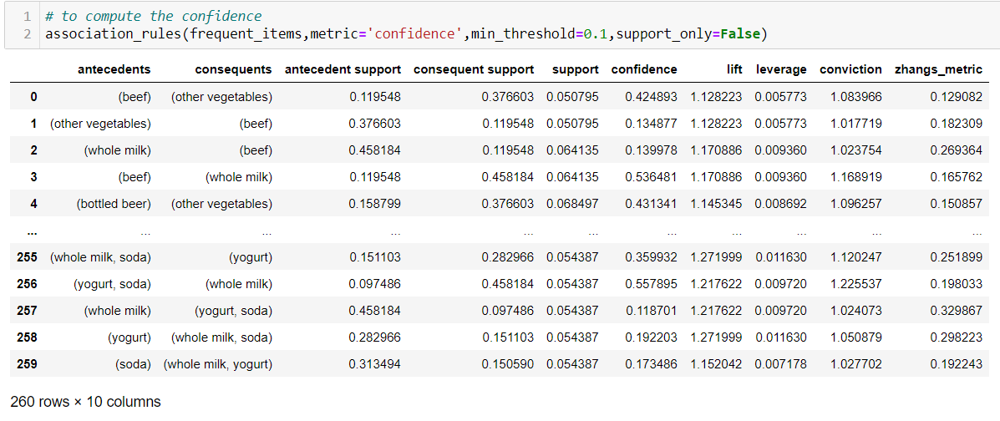 1 # to compute the confidence
2 association_rules(frequent_items,metric='confidence',min_threshold=0.1,support_only=False)
antecedents consequents antecedent support consequent support support confidence lift leverage conviction zhangs_metric
0 (beef) (other vegetables) 0.119548 0.376603 0.050795 0.424893 1.128223 0.005773 1.083966 0.129082
1 (other vegetables) (beef) 0.376603 0.119548 0.050795 0.134877 1.128223 0.005773 1.017719 0.182309
2 (whole milk) (beef) 0.458184 0.119548 0.064135 0.139978 1.170886 0.009360 1.023754 0.269364
3 (beef) (whole milk) 0.119548 0.458184 0.064135 0.536481 1.170886 0.009360 1.168919 0.165762
4 (bottled beer) (other vegetables) 0.158799 0.376603 0.068497 0.431341 1.145345 0.008692 1.096257 0.150857
... ... ... ... ... ... ... ... ... ... ...
255 (whole milk, soda) (yogurt) 0.151103 0.282966 0.054387 0.359932 1.271999 0.011630 1.120247 0.251899
256 (yogurt, soda) (whole milk) 0.097486 0.458184 0.054387 0.557895 1.217622 0.009720 1.225537 0.198033
257 (whole milk) (yogurt, soda) 0.458184 0.097486 0.054387 0.118701 1.217622 0.009720 1.024073 0.329867
258 (yogurt) (whole milk, soda) 0.282966 0.151103 0.054387 0.192203 1.271999 0.011630 1.050879 0.298223
259 (soda) (whole milk, yogurt) 0.313494 0.150590 0.054387 0.173486 1.152042 0.007178 1.027702 0.192243
260 rows × 10 columns